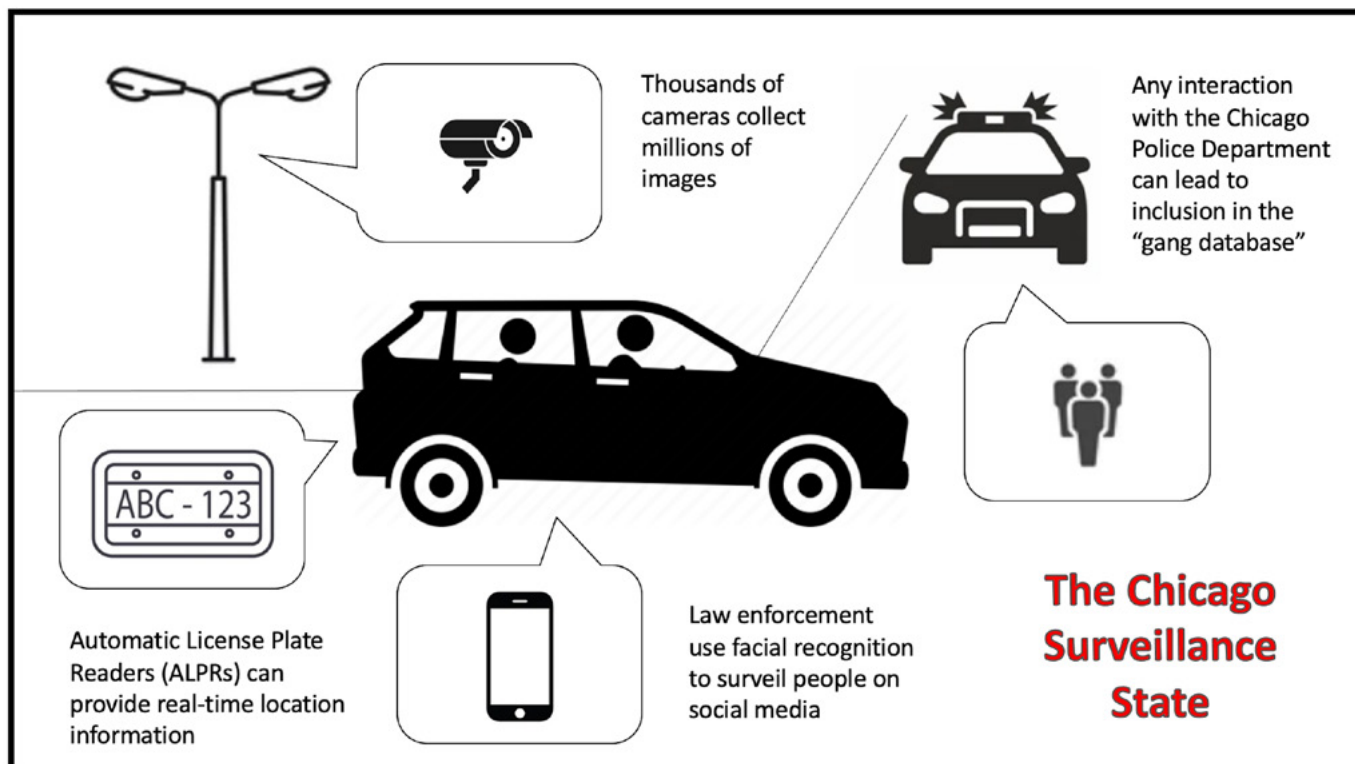 Thousands of
cameras collect
millions of
images
Any interaction
with the Chicago
Police Department
can lead to
inclusion in the
“gang database”
ABC - 123
Automatic License Plate
Readers (ALPRs) can
provide real-time location
information
Law enforcement
use facial recognition
to surveil people on
social media
The Chicago
Surveillance
State